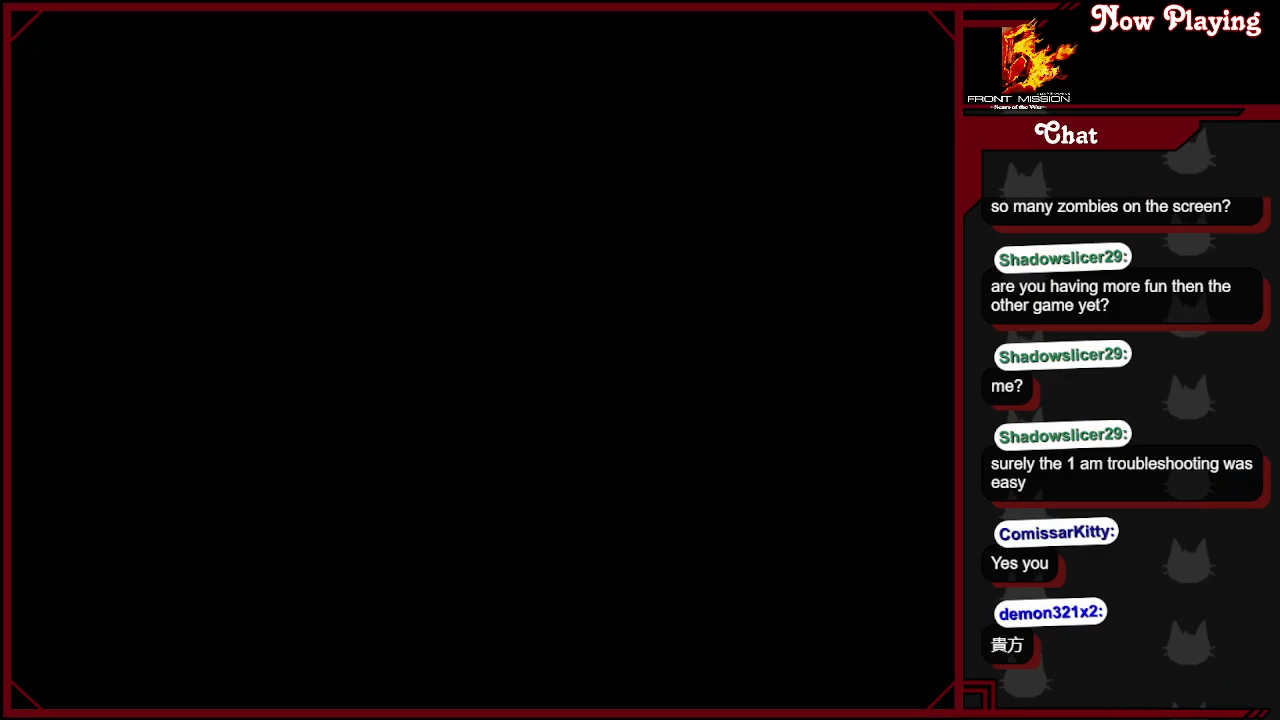 Now Playing
FRONT MISSION
Chat
so many zombies on the screen?
Shadowslicer29:
are you having more fun then the
other game yet?
Shadowslicer29:
me?
Shadowslicer29:
surely the 1 am troubleshooting was
easy
ComissarKitty:
Yes you
demon321x2:
貴方